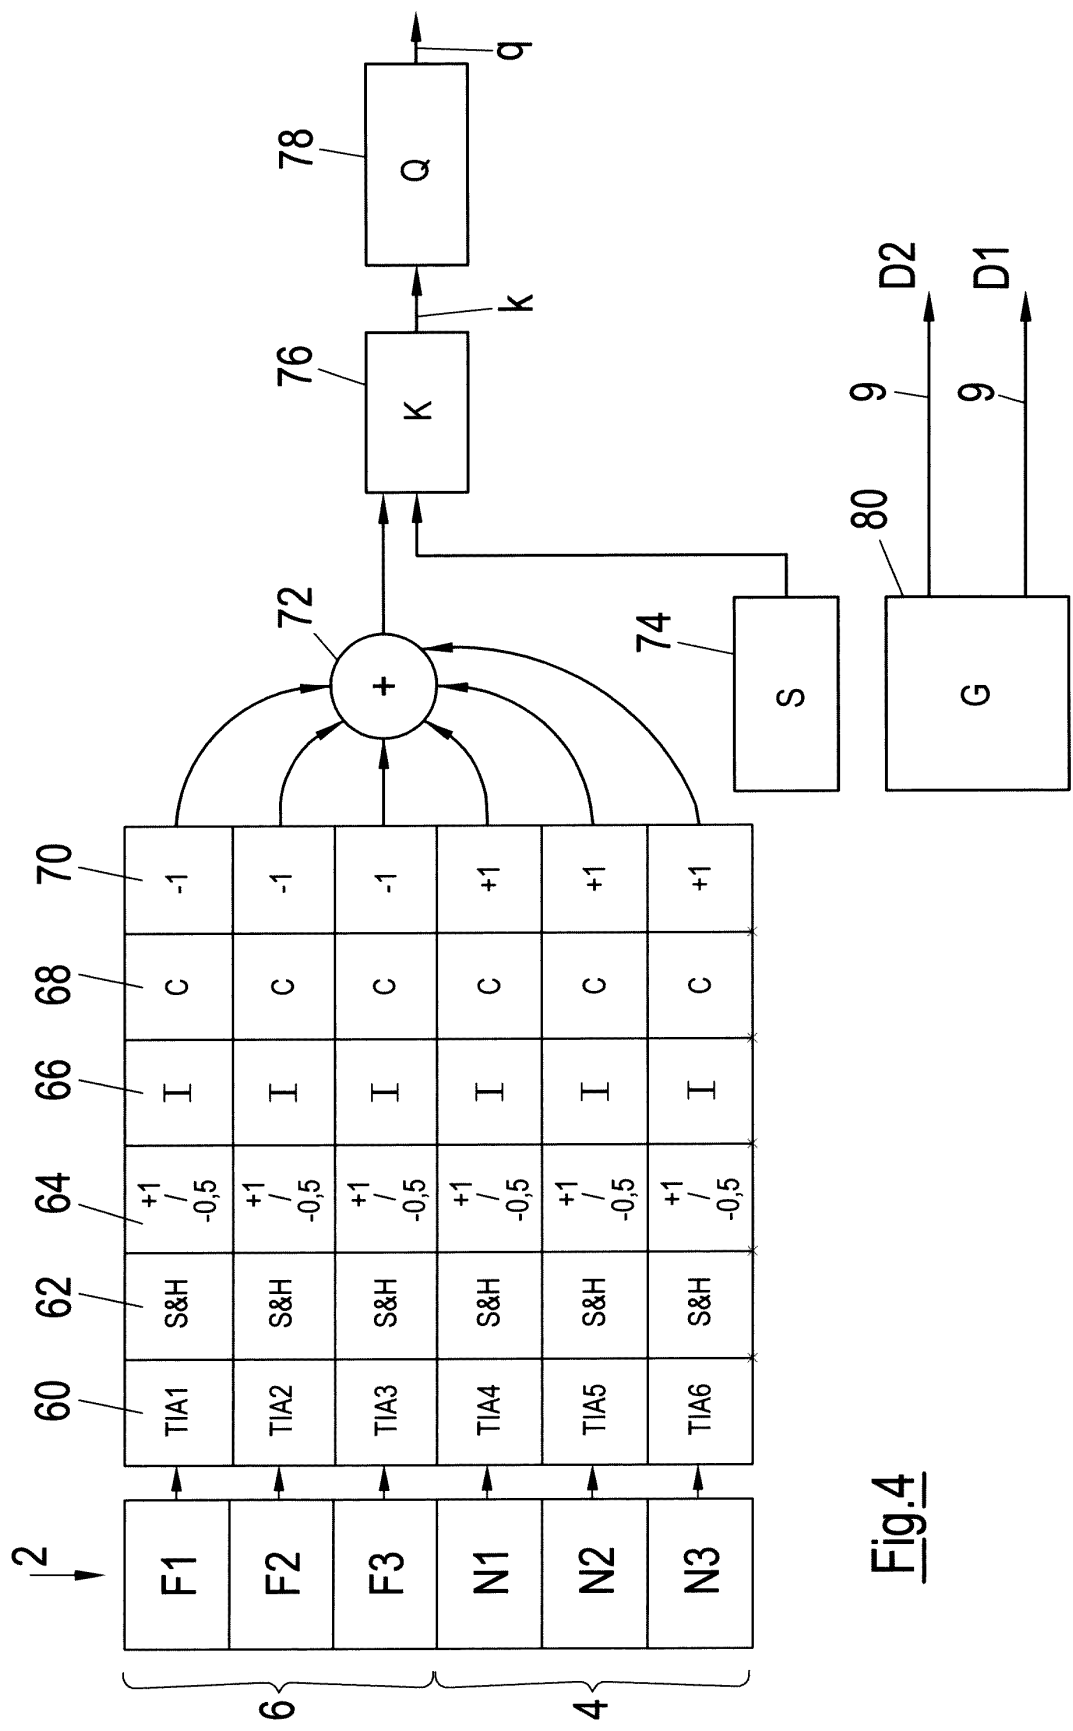 2
60 62 64 66 68 70
F1 TIA1 S&H +1/-0,5 I C -1
F2 TIA2 S&H +1/-0,5 I C -1
F3 TIA3 S&H +1/-0,5 I C -1
N1 TIA4 S&H +1/-0,5 I C +1
N2 TIA5 S&H +1/-0,5 I C +1
N3 TIA6 S&H +1/-0,5 I C +1
6
4
72
+
76
K
k
78
Q
q
74
S
80
G
9
D2
9
D1
Fig.4